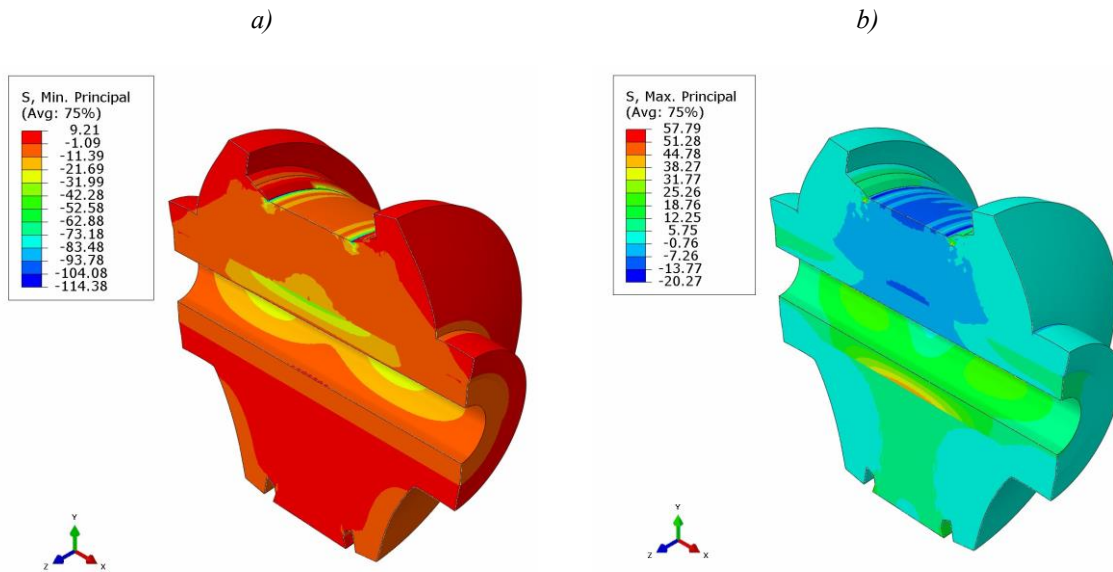 a)
b)
S, Min. Principal
(Avg: 75%)
9.21
-1.09
-11.39
-21.69
-31.99
-42.28
-52.58
-62.88
-73.18
-83.48
-93.78
-104.08
-114.38
S, Max. Principal
(Avg: 75%)
57.79
51.28
44.78
38.27
31.77
25.26
18.76
12.25
5.75
-0.76
-7.26
-13.77
-20.27
Y
Z
X
Y
Z
X